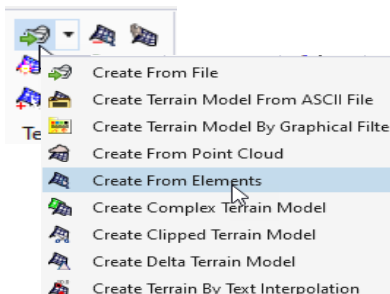 Create From File
Create Terrain Model From ASCII File
Create Terrain Model By Graphical Filte
Te
Create From Point Cloud
Create From Elements
Create Complex Terrain Model
Create Clipped Terrain Model
Create Delta Terrain Model
Create Terrain By Text Interpolation